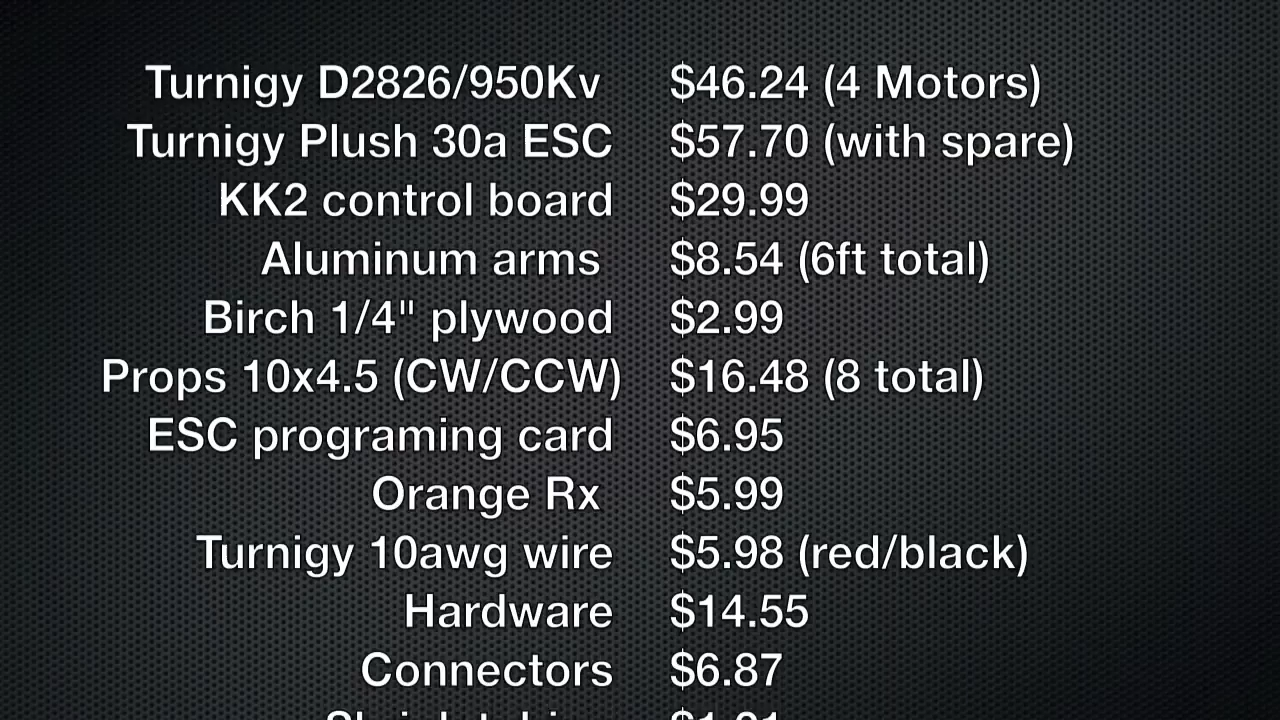 Turnigy D2826/950Kv $46.24 (4 Motors)
Turnigy Plush 30a ESC $57.70 (with spare)
KK2 control board $29.99
Aluminum arms $8.54 (6ft total)
Birch 1/4" plywood $2.99
Props 10x4.5 (CW/CCW) $16.48 (8 total)
ESC programing card $6.95
Orange Rx $5.99
Turnigy 10awg wire $5.98 (red/black)
Hardware $14.55
Connectors $6.87